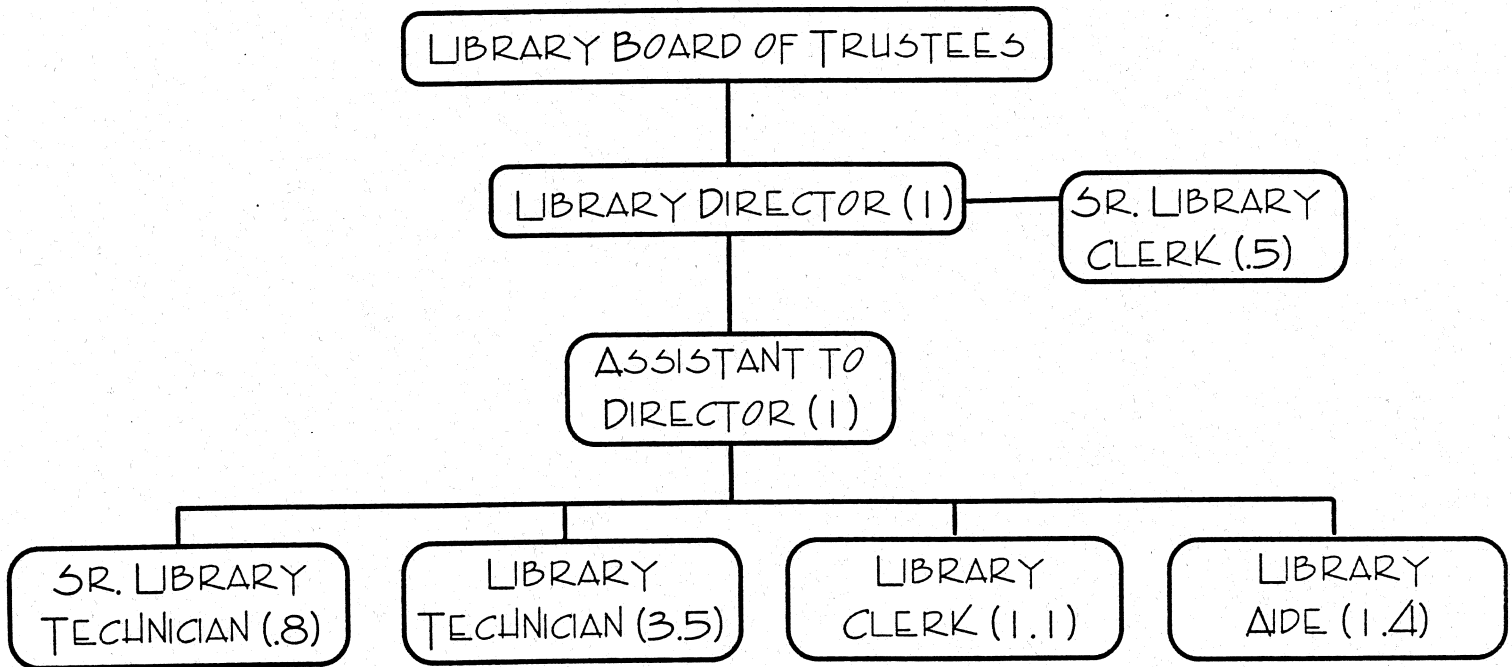 LIBRARY BOARD OF TRUSTEES
LIBRARY DIRECTOR (1)
SR. LIBRARY
CLERK (.5)
ASSISTANT TO
DIRECTOR (1)
SR. LIBRARY
TECHNICIAN (.8)
LIBRARY
TECHNICIAN (3.5)
LIBRARY
CLERK (1.1)
LIBRARY
AIDE (1.4)